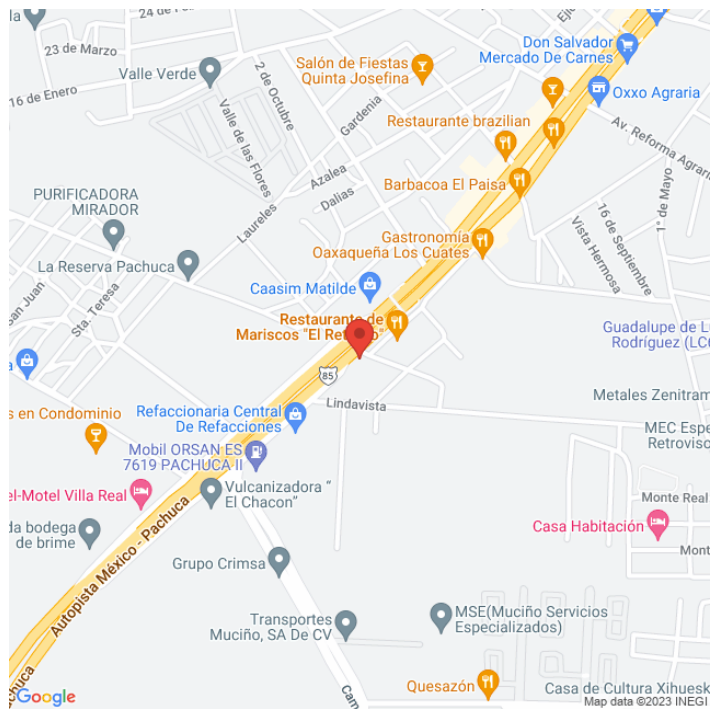 la
23 de Marzo
Valle Verde
16 de Enero
2 de Octubre
Valle de las Flores
Salón de Fiestas
Quinta Josefina
Gardenia
Azalea
Dalias
Laureles
Don Salvador
Mercado De Carnes
Oxxo Agraria
Restaurante brazilian
Av. Reforma Agraria
Barbacoa El Paisa
1° de Mayo
16 de Septiembre
Vista Hermosa
PURIFICADORA
MIRADOR
La Reserva Pachuca
San Juan
Sta. Teresa
Gastronomía
Oaxaqueña Los Cuates
Caasim Matilde
Restaurante de
Mariscos "El Re
o"
85
Guadalupe de L
Rodríguez (LC
a
Lindavista
Metales Zenitram
s en Condominio
Refaccionaria Central
De Refacciones
MEC Espe
Retroviso
Mobil ORSAN ES
7619 PACHUCA II
el-Motel Villa Real
Vulcanizadora “
El Chacon”
Monte Real
Casa Habitación
Mont
da bodega
de brime
Autopista México - Pachuca
Grupo Crimsa
Transportes
Muciño, SA De CV
MSE(Muciño Servicios
Especializados)
Quesazón
Casa de Cultura Xihuesk
Cam
chuca
Google
Map data ©2023 INEGI